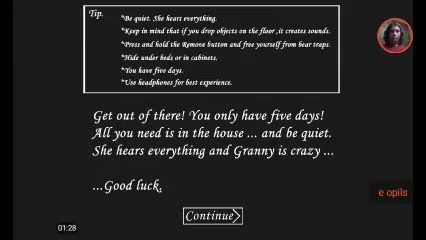 Tip.
*Be quiet. She hears everything.
*Keep in mind that if you drop objects on the floor ,it creates sounds.
*Press and hold the Remove button and free yourself from bear traps.
*Hide under beds or in cabinets.
*You have five days.
*Use headphones for best experience.
Get out of there! You only have five days!
All you need is in the house ... and be quiet.
She hears everything and Granny is crazy ...
...Good luck.
e opils
Continue
01:28